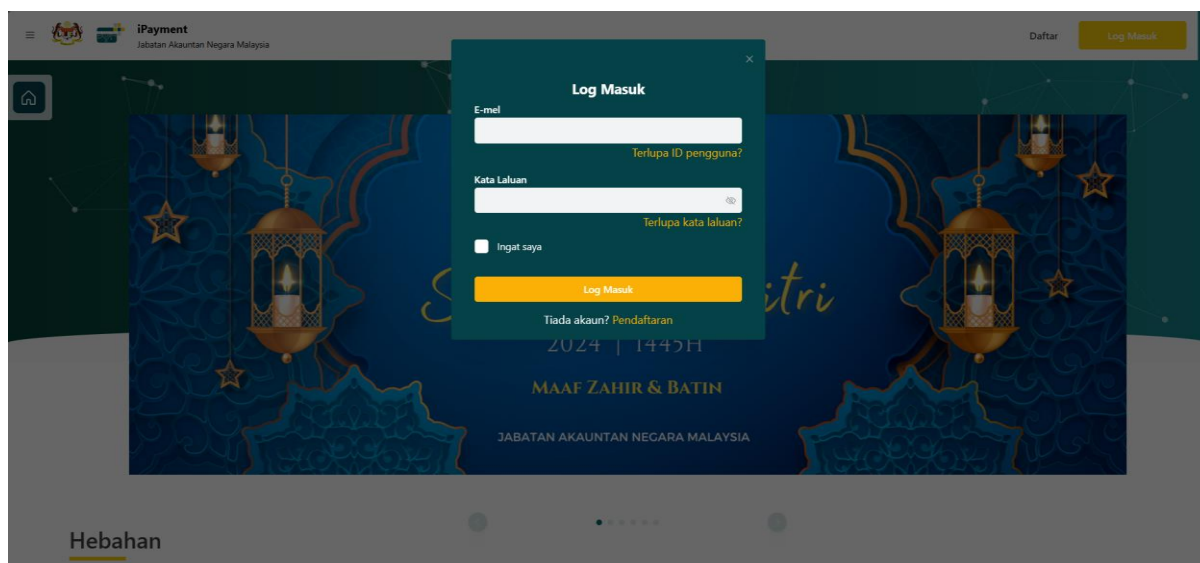 iPayment
Jabatan Akauntan Negara Malaysia
Daftar
Log Masuk
Log Masuk
E-mel
Terlupa ID pengguna?
Kata Laluan
Terlupa kata laluan?
Ingat saya
Log Masuk
Tiada akaun? Pendaftaran
2024 | 1445H
MAAF ZAHIR & BATIN
JABATAN AKAUNTAN NEGARA MALAYSIA
Hebahan